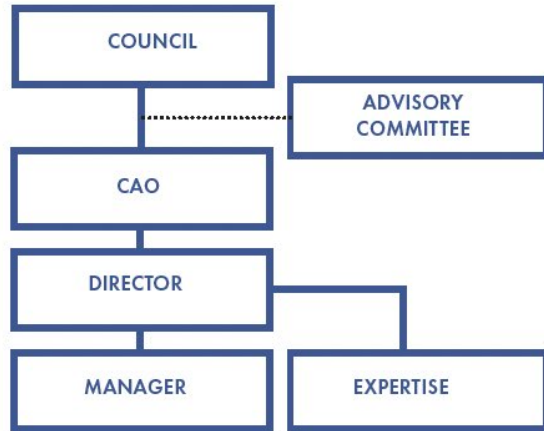 COUNCIL
ADVISORY
COMMITTEE
CAO
DIRECTOR
MANAGER
EXPERTISE